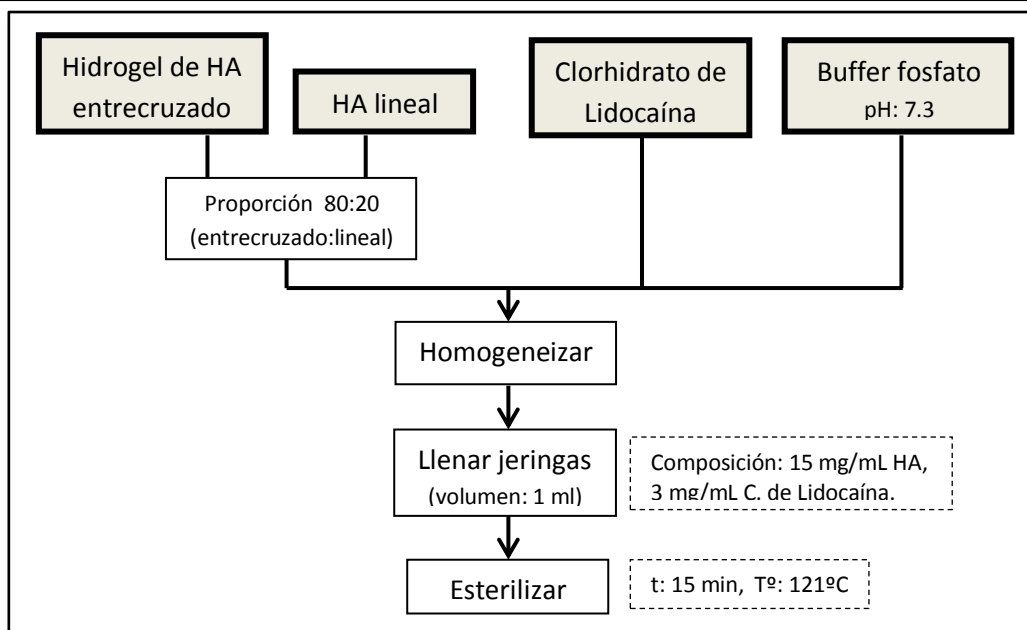 Hidrogel de HA
entrecruzado
HA lineal
Clorhidrato de
Lidocaína
Buffer fosfato
pH: 7.3
Proporción 80:20
(entrecruzado:lineal)
Homogeneizar
Llenar jeringas
(volumen: 1 ml)
Composición: 15 mg/mL HA,
3 mg/mL C. de Lidocaína.
Esterilizar
t: 15 min, Tº: 121ºC